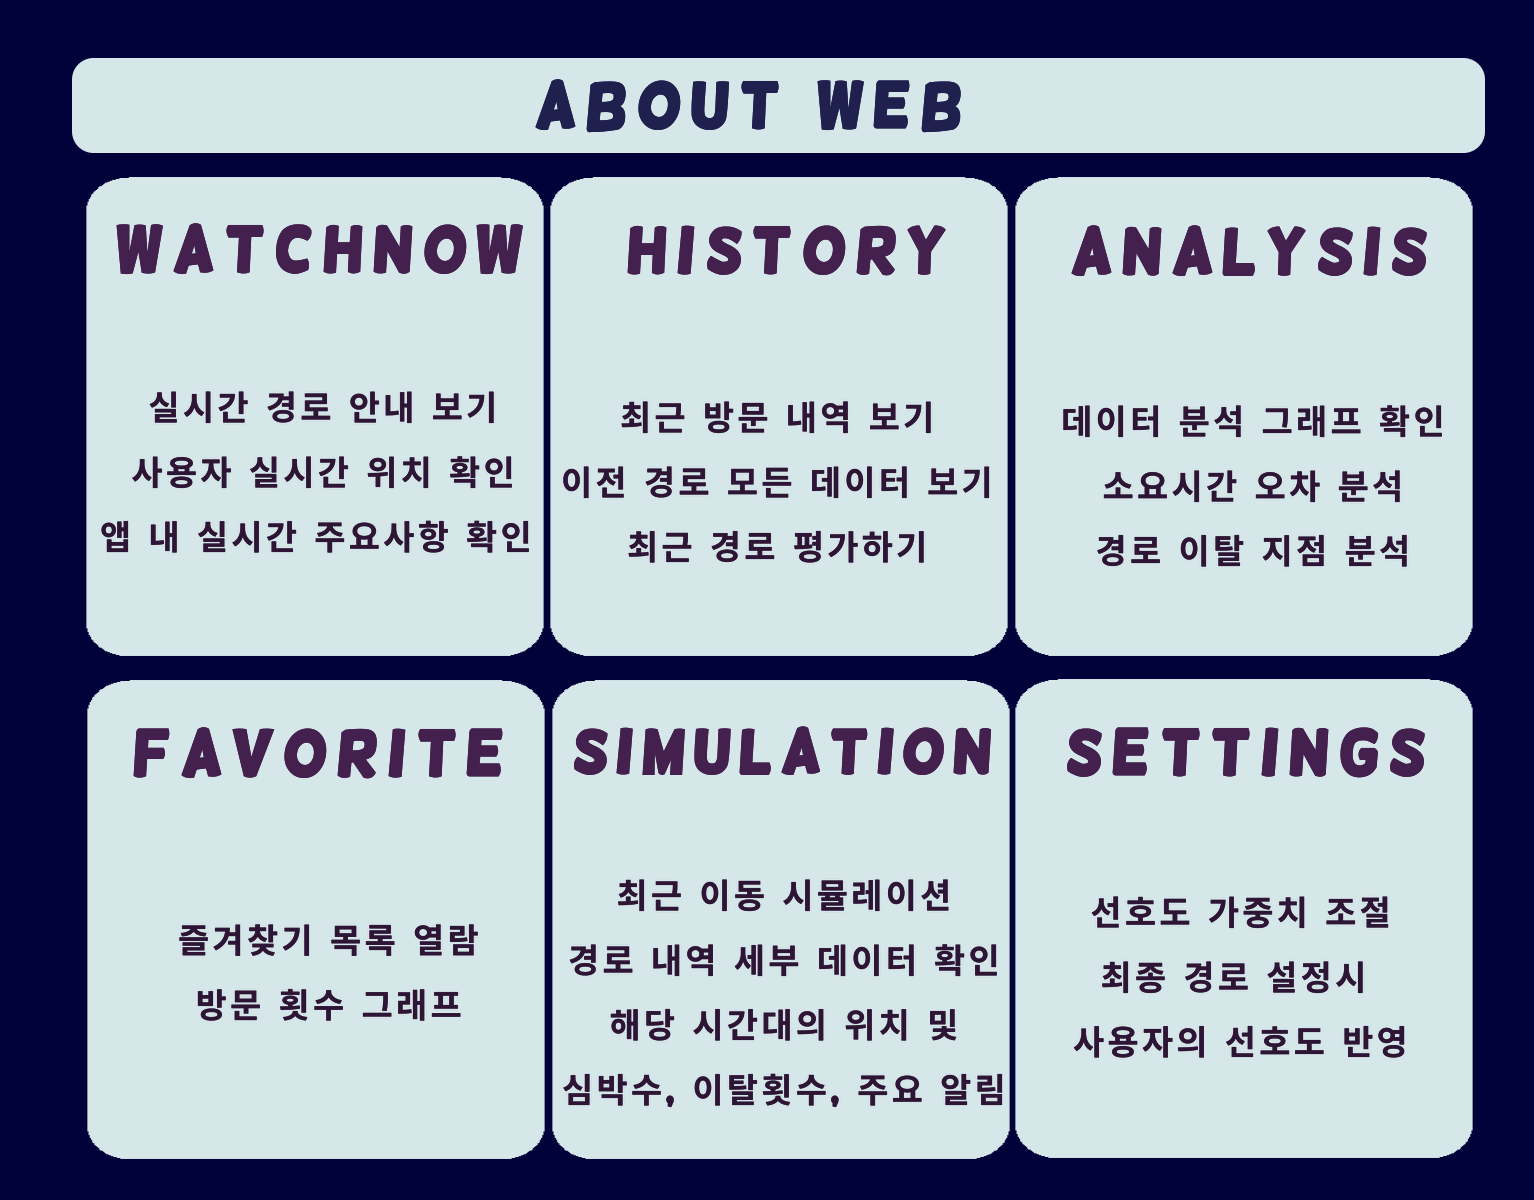 ABOUT WEB
WATCHNOW
실시간 경로 안내 보기
사용자 실시간 위치 확인
앱 내 실시간 주요사항 확인
HISTORY
최근 방문 내역 보기
이전 경로 모든 데이터 보기
최근 경로 평가하기
ANALYSIS
데이터 분석 그래프 확인
소요시간 오차 분석
경로 이탈 지점 분석
FAVORITE
즐겨찾기 목록 열람
방문 횟수 그래프
SIMULATION
최근 이동 시뮬레이션
경로 내역 세부 데이터 확인
해당 시간대의 위치 및
심박수, 이탈횟수, 주요 알림
SETTINGS
선호도 가중치 조절
최종 경로 설정시
사용자의 선호도 반영